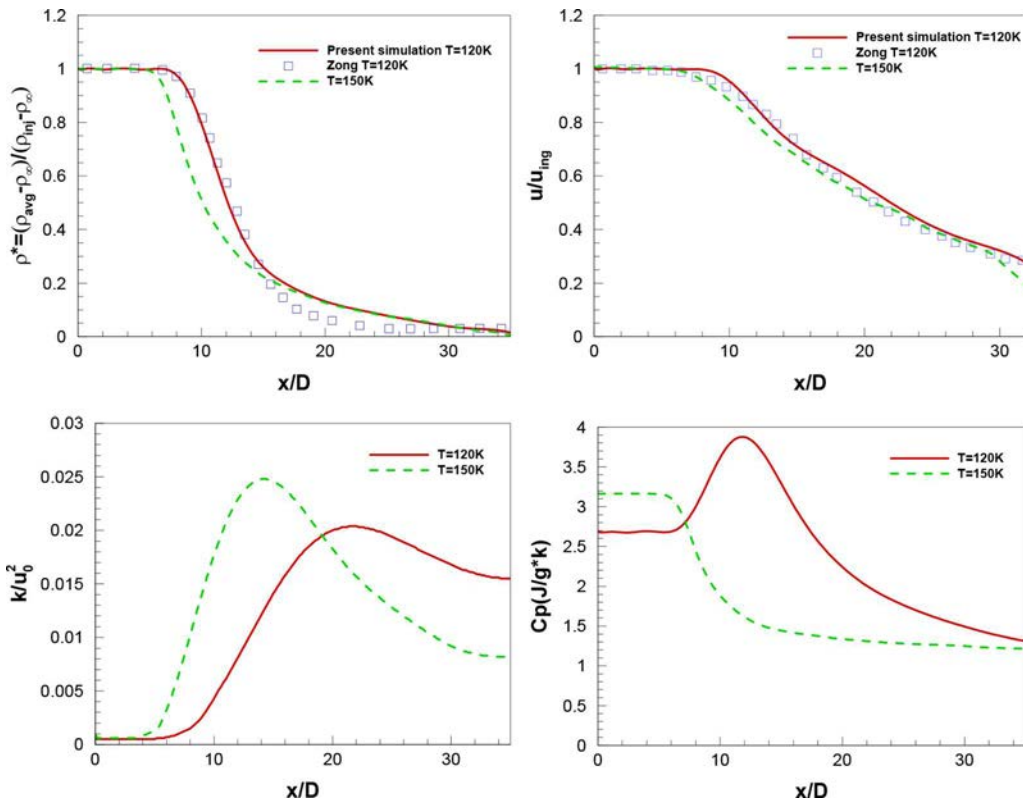 1.2
1
0.8
0.6
0.4
0.2
0
ρ*=(ρavg-ρ∞)/(ρinj-ρ∞)
Present simulation T=120K
Zong T=120K
T=150K
0 10 20 30
x/D
1.2
1
0.8
0.6
0.4
0.2
0
u/uing
Present simulation T=120K
Zong T=120K
T=150K
0 10 20 30
x/D
0.03
0.025
0.02
0.015
0.01
0.005
0
k/u₀²
T=120K
T=150K
0 10 20 30
x/D
4
3.5
3
2.5
2
1.5
1
0.5
0
Cp(J/g*k)
T=120K
T=150K
0 10 20 30
x/D